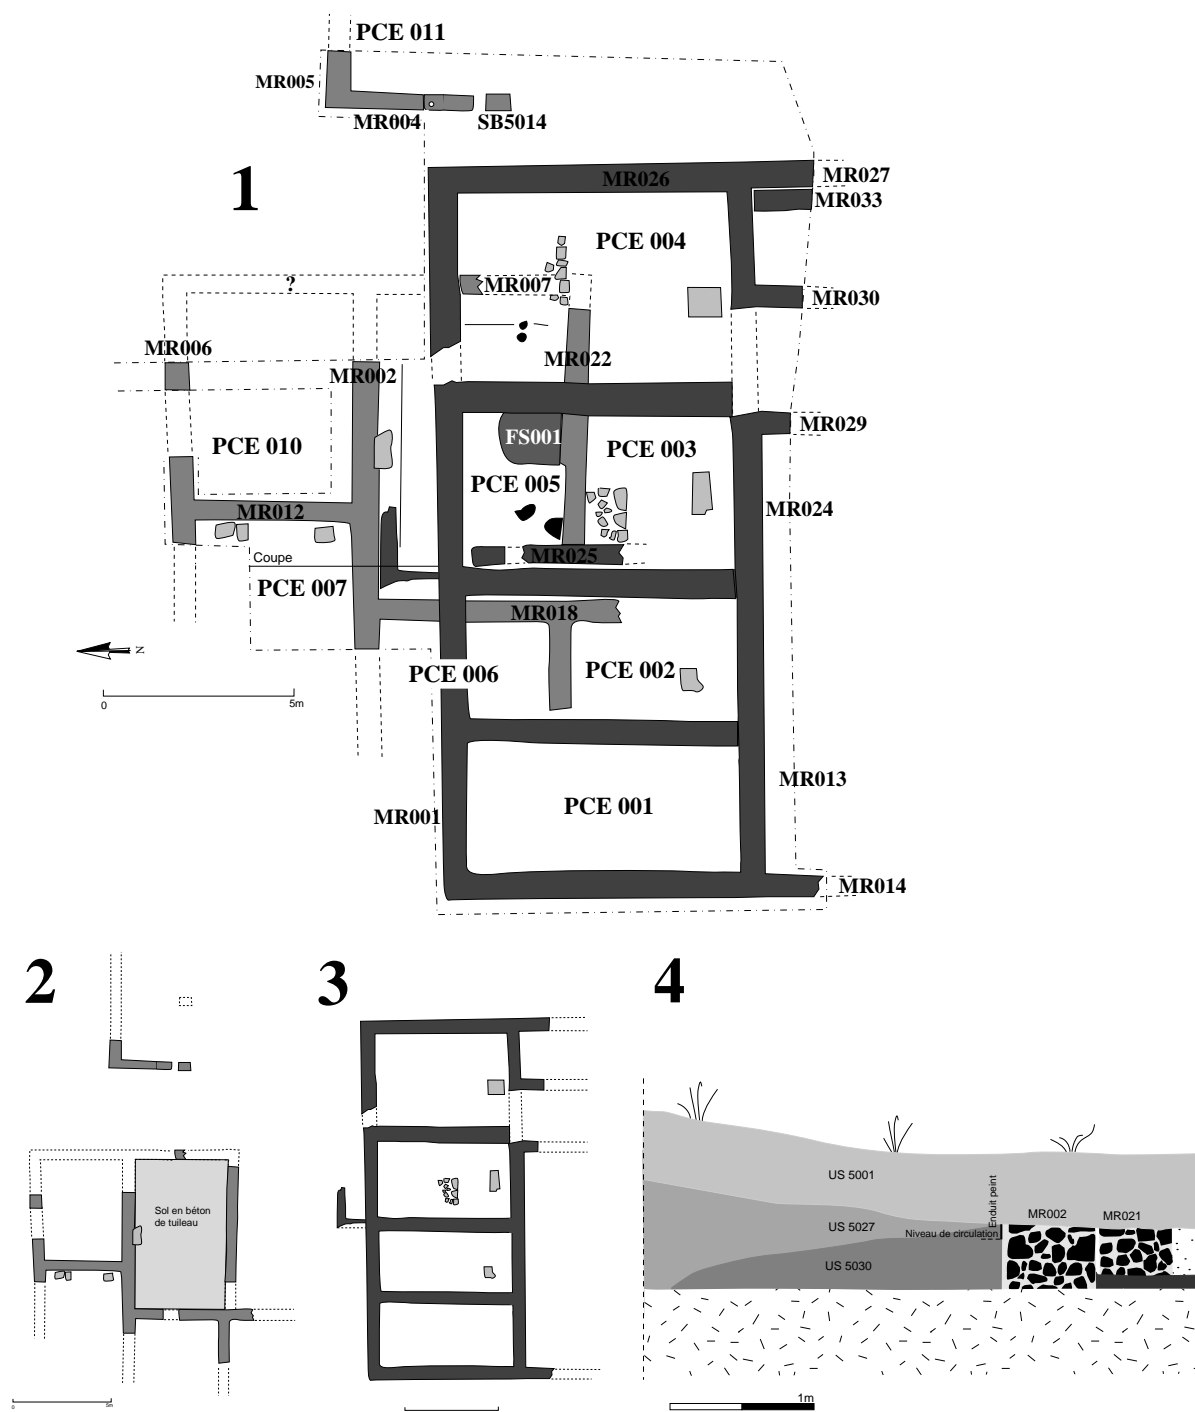 PCE 011
MR005
MR004
SB5014
1
MR026
MR027
MR033
PCE 004
?
MR007
MR030
MR006
MR002
MR022
MR029
FS001
PCE 003
PCE 010
PCE 005
MR024
MR012
MR025
Coupe
PCE 007
MR018
N
PCE 006
PCE 002
0
5m
MR013
PCE 001
MR001
MR014
2
3
4
Sol en béton
de tuileau
0
5m
US 5001
Enduit peint
MR002
MR021
US 5027
Niveau de circulation
US 5030
1m